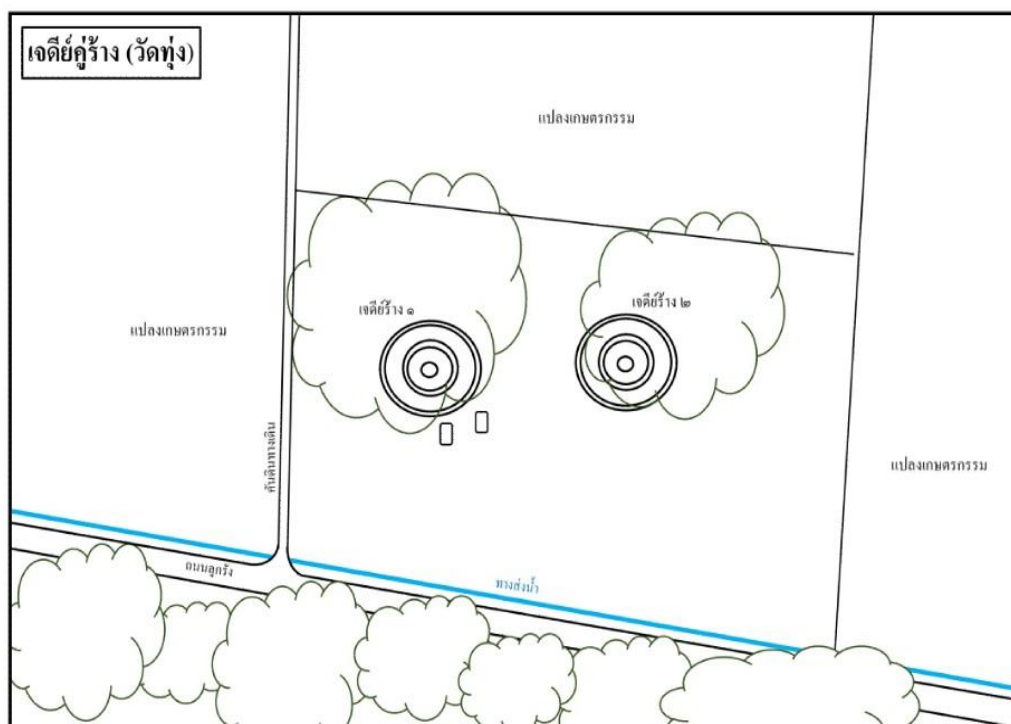 เจดีย์คู่ร้าง (วัดทุ่ง)
แปลงเกษตรกรรม
เจดีย์ร้าง ๑
เจดีย์ร้าง ๒
แปลงเกษตรกรรม
คันดินทางเดิน
แปลงเกษตรกรรม
ถนนลูกรัง
ทางส่งน้ำ